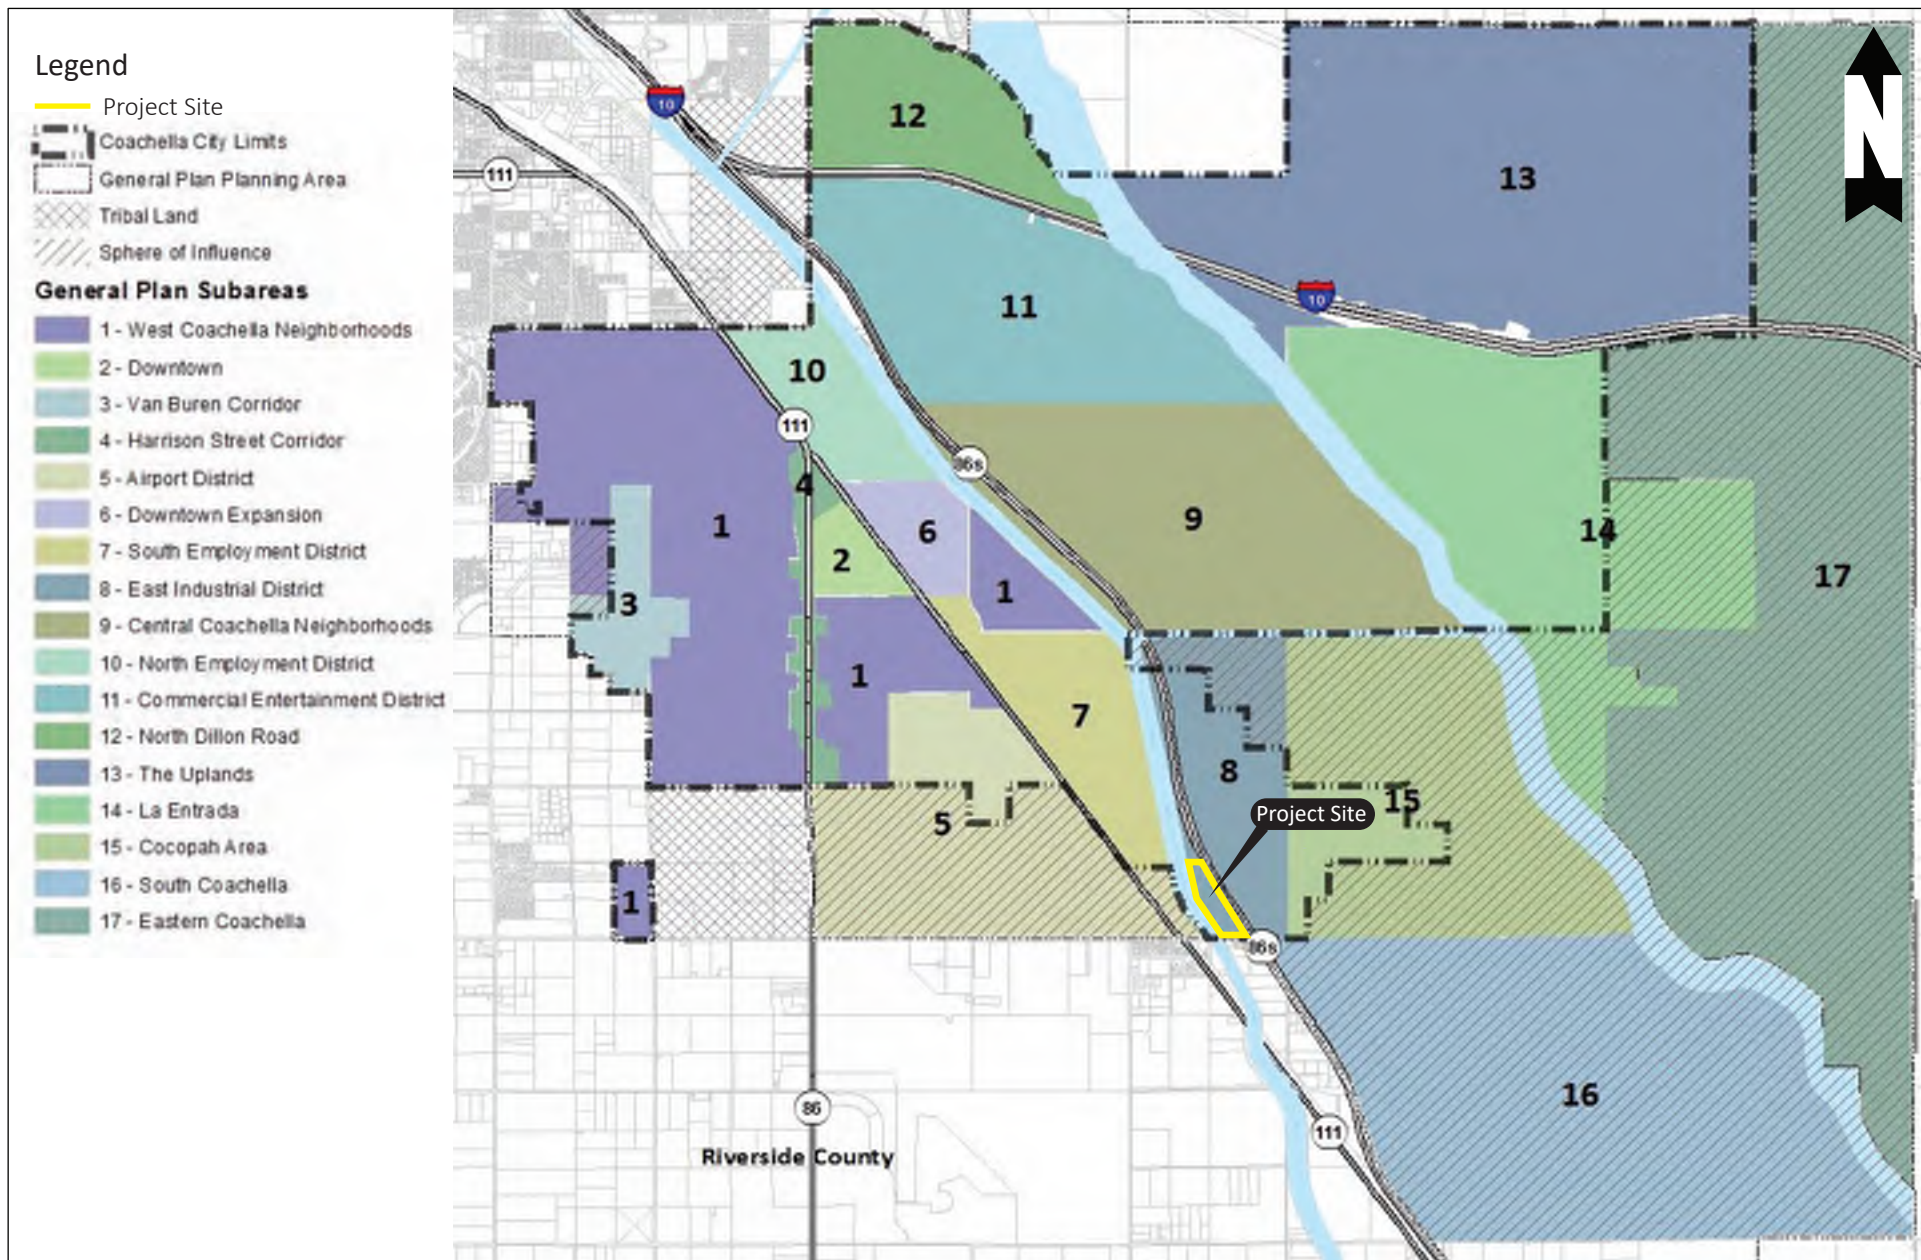 Legend
Project Site
Coachella City Limits
General Plan Planning Area
Tribal Land
Sphere of Influence
General Plan Subareas
1 - West Coachella Neighborhoods
2 - Downtown
3 - Van Buren Corridor
4 - Harrison Street Corridor
5 - Airport District
6 - Downtown Expansion
7 - South Employment District
8 - East Industrial District
9 - Central Coachella Neighborhoods
10 - North Employment District
11 - Commercial Entertainment District
12 - North Dillon Road
13 - The Uplands
14 - La Entrada
15 - Cocopah Area
16 - South Coachella
17 - Eastern Coachella
N
10
12
111
13
10
11
10
111
86s
4
1
6
9
14
2
17
1
3
1
7
8
15
Project Site
5
1
86s
16
86
111
Riverside County